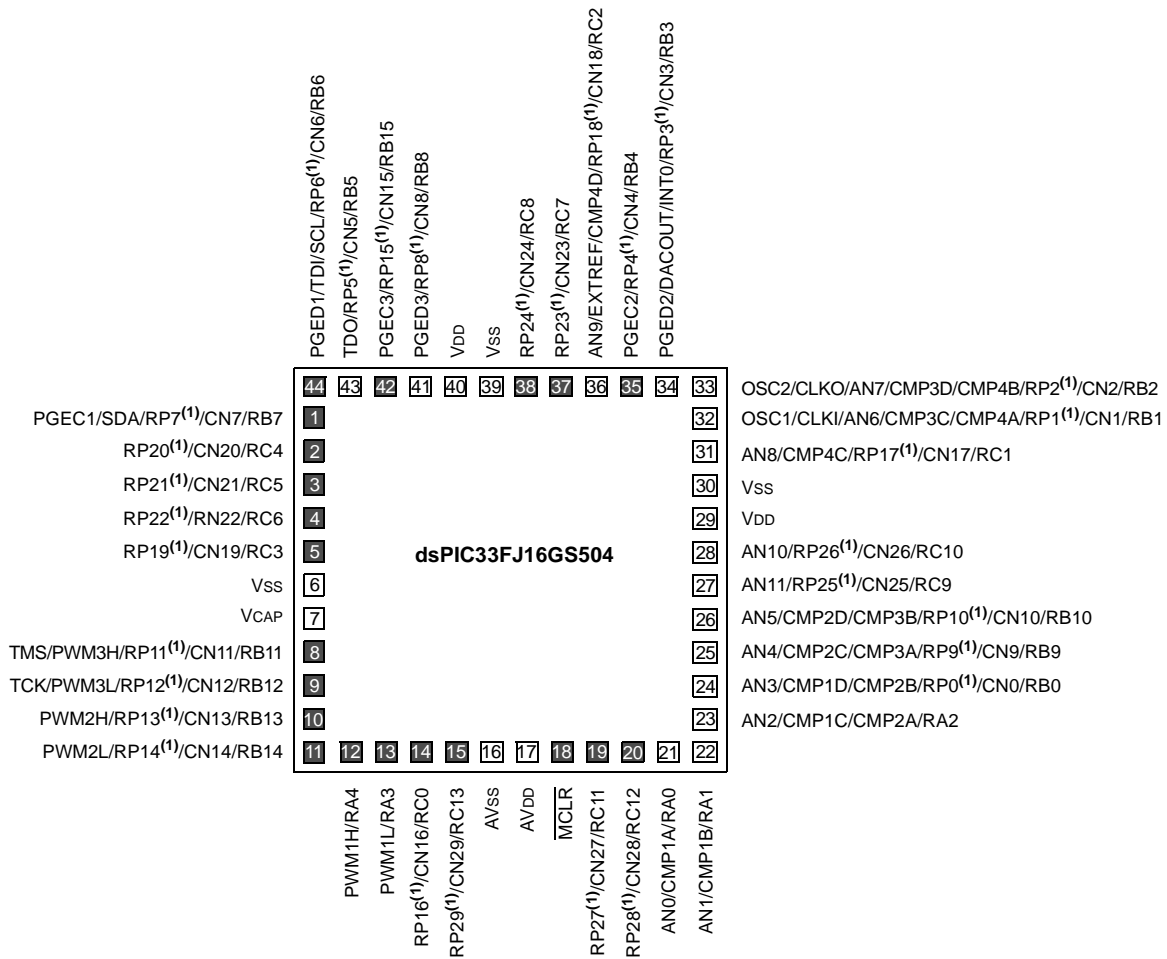 PGED1/TDI/SCL/RP6(1)/CN6/RB6
TDO/RP5(1)/CN5/RB5
PGEC3/RP15(1)/CN15/RB15
PGED3/RP8(1)/CN8/RB8
VDD
VSS
RP24(1)/CN24/RC8
RP23(1)/CN23/RC7
AN9/EXTREF/CMP4D/RP18(1)/CN18/RC2
PGEC2/RP4(1)/CN4/RB4
PGED2/DACOUT/INT0/RP3(1)/CN3/RB3
44 43 42 41 40 39 38 37 36 35 34 33 OSC2/CLKO/AN7/CMP3D/CMP4B/RP2(1)/CN2/RB2
PGEC1/SDA/RP7(1)/CN7/RB7 1
32 OSC1/CLKI/AN6/CMP3C/CMP4A/RP1(1)/CN1/RB1
RP20(1)/CN20/RC4 2
31 AN8/CMP4C/RP17(1)/CN17/RC1
RP21(1)/CN21/RC5 3
30 VSS
RP22(1)/RN22/RC6 4
29 VDD
RP19(1)/CN19/RC3 5
dsPIC33FJ16GS504
28 AN10/RP26(1)/CN26/RC10
VSS 6
27 AN11/RP25(1)/CN25/RC9
VCAP 7
26 AN5/CMP2D/CMP3B/RP10(1)/CN10/RB10
TMS/PWM3H/RP11(1)/CN11/RB11 8
25 AN4/CMP2C/CMP3A/RP9(1)/CN9/RB9
TCK/PWM3L/RP12(1)/CN12/RB12 9
24 AN3/CMP1D/CMP2B/RP0(1)/CN0/RB0
PWM2H/RP13(1)/CN13/RB13 10
23 AN2/CMP1C/CMP2A/RA2
PWM2L/RP14(1)/CN14/RB14 11 12 13 14 15 16 17 18 19 20 21 22
PWM1H/RA4
PWM1L/RA3
RP16(1)/CN16/RC0
RP29(1)/CN29/RC13
AVSS
AVDD
MCLR
RP27(1)/CN27/RC11
RP28(1)/CN28/RC12
AN0/CMP1A/RA0
AN1/CMP1B/RA1